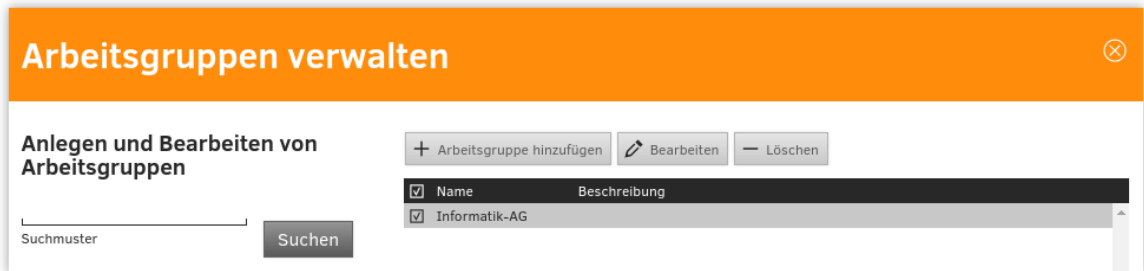 Arbeitsgruppen verwalten
Anlegen und Bearbeiten von
Arbeitsgruppen
Suchmuster
Suchen
Arbeitsgruppe hinzufügen Bearbeiten Löschen
Name Beschreibung
Informatik-AG